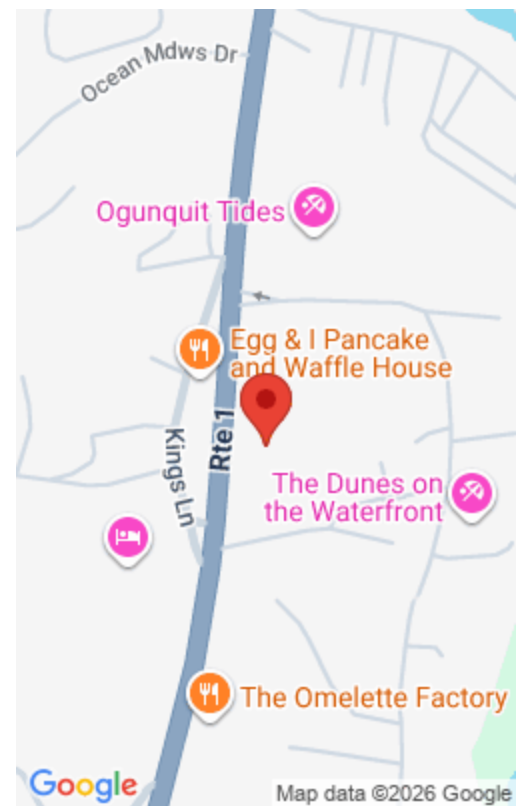 Ocean Mdws Dr
Ogunquit Tides
Egg & I Pancake
and Waffle House
Rte 1
Kings Ln
The Dunes on
the Waterfront
The Omelette Factory
Google
Map data ©2026 Google